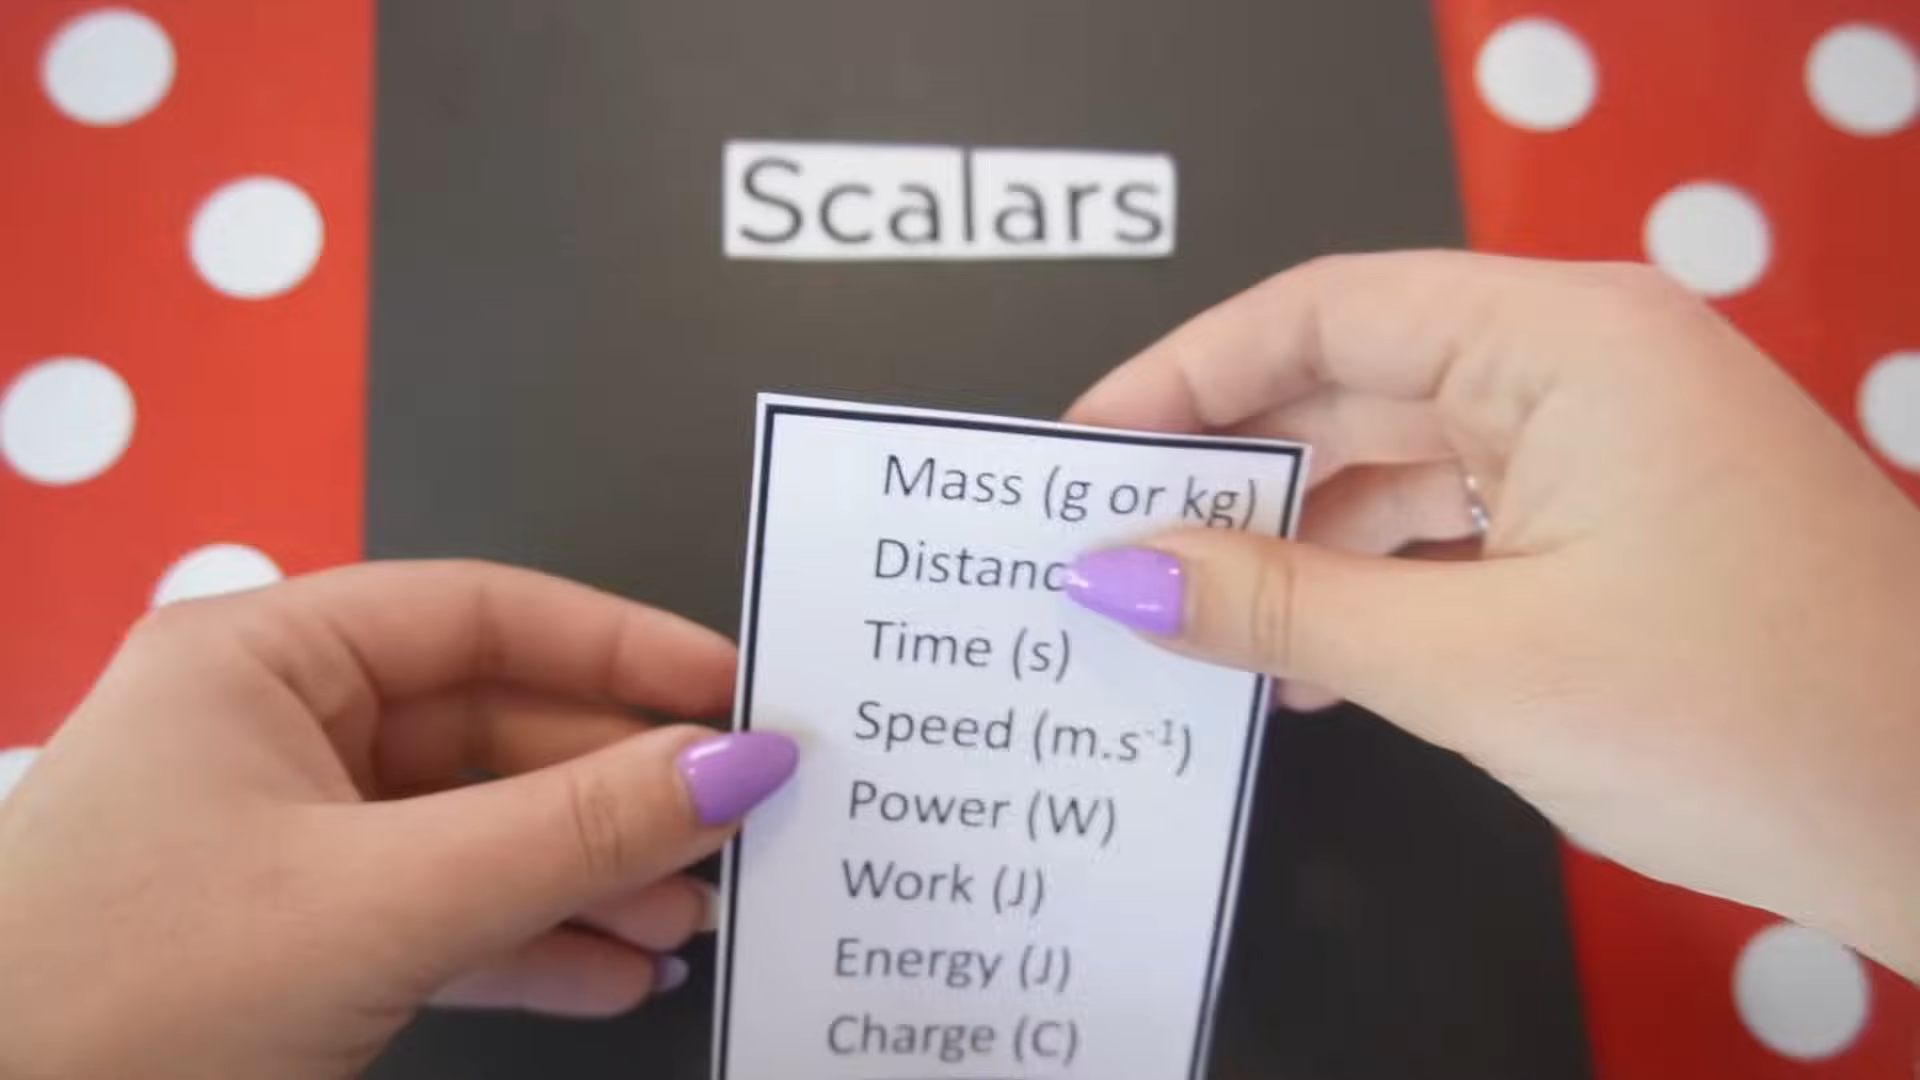 Scalars
Mass (g or kg)
Distanc
Time (s)
Speed (m.s⁻¹)
Power (W)
Work (J)
Energy (J)
Charge (C)